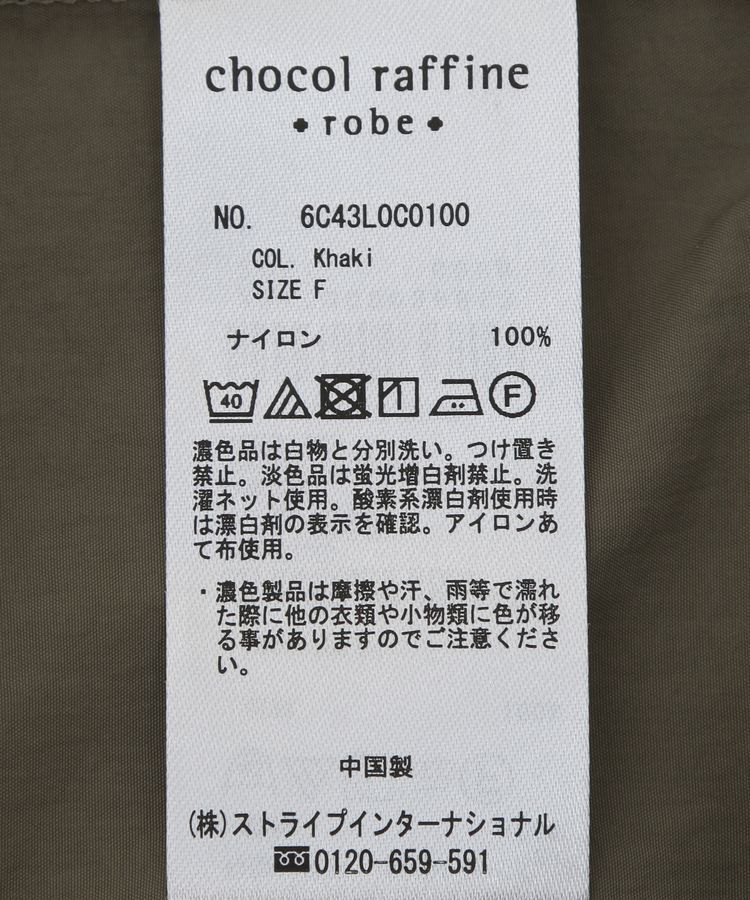 chocol raffine
robe
NO. 6C43L0C0100
COL. Khaki
SIZE F
ナイロン 100%
40 F
濃色品は白物と分別洗い。つけ置き
禁止。淡色品は蛍光増白剤禁止。洗
濯ネット使用。酸素系漂白剤使用時
は漂白剤の表示を確認。アイロンあ
て布使用。
・濃色製品は摩擦や汗、雨等で濡れ
た際に他の衣類や小物類に色が移
る事がありますのでご注意くださ
い。
中国製
(株)ストライプインターナショナル
0120-659-591